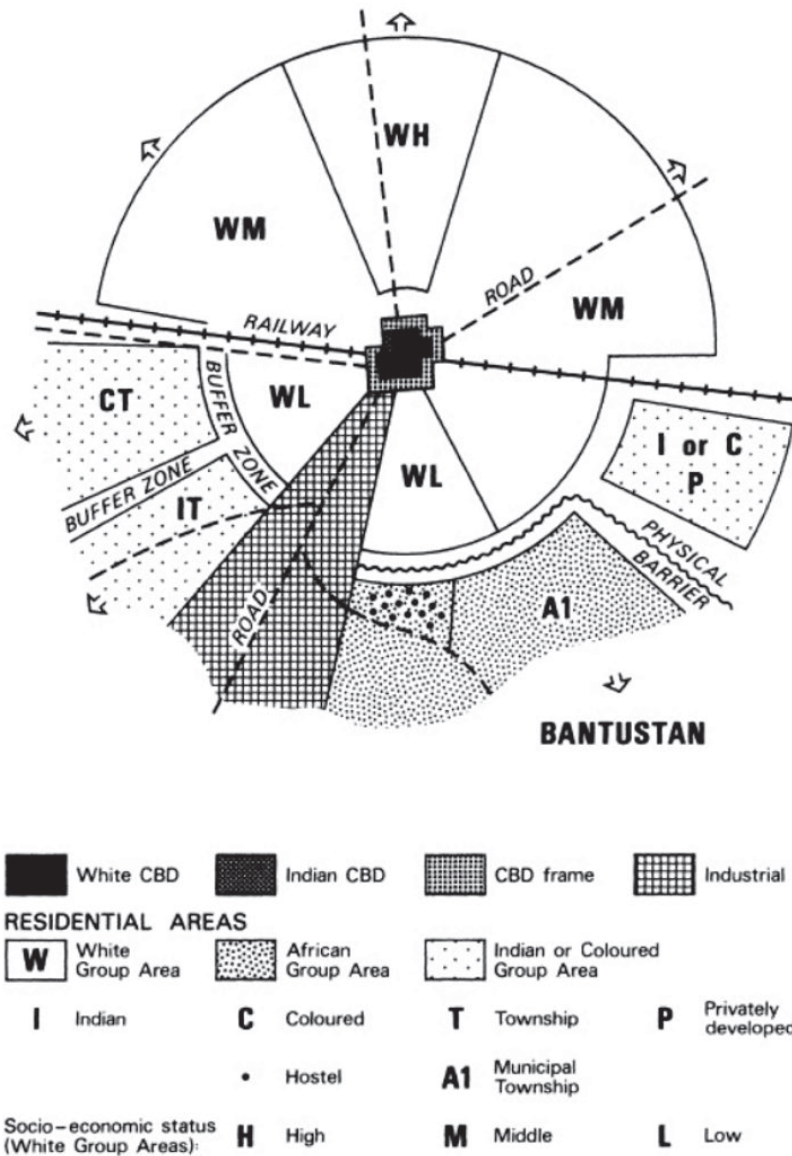 WH
WM
ROAD
WM
RAILWAY
CT
BUFFER ZONE
WL
I or C
P
WL
BUFFER ZONE
IT
PHYSICAL
BARRIER
ROAD
A1
BANTUSTAN
White CBD
Indian CBD
CBD frame
Industrial
RESIDENTIAL AREAS
W
White
Group Area
African
Group Area
Indian or Coloured
Group Area
I Indian
C Coloured
T Township
P Privately
developed
Hostel
A1 Municipal
Township
Socio-economic status
(White Group Areas):
H High
M Middle
L Low